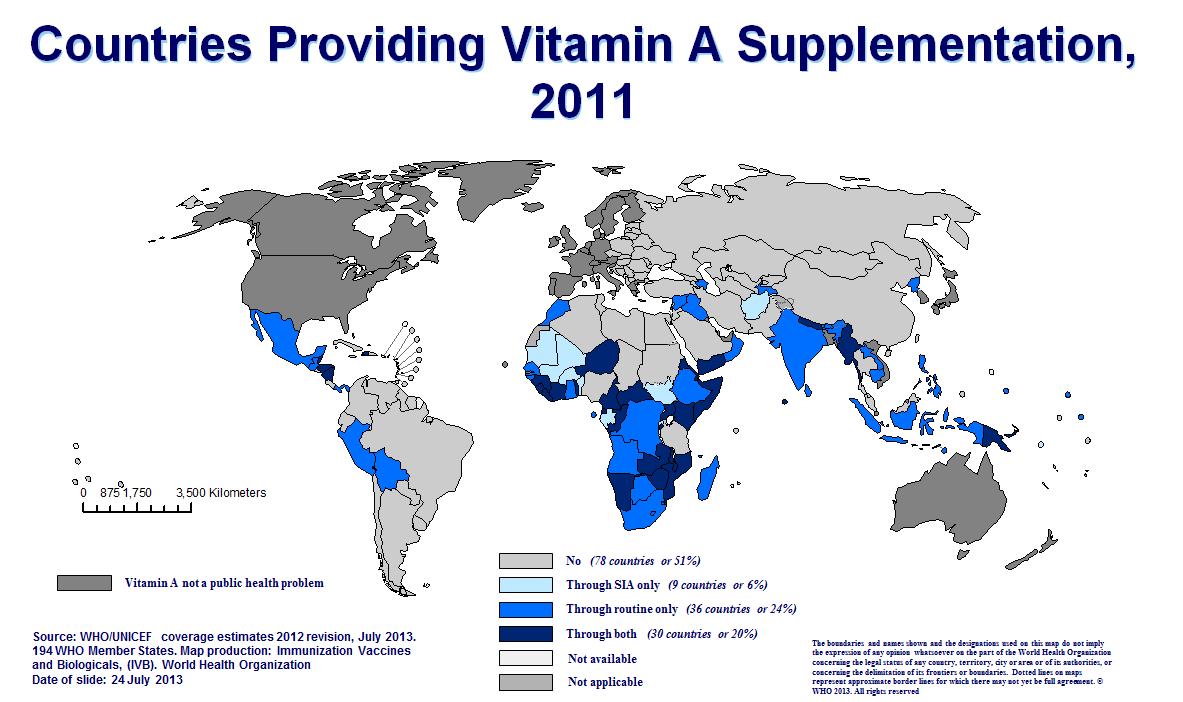 Countries Providing Vitamin A Supplementation,
2011
0 875 1,750 3,500 Kilometers
Vitamin A not a public health problem
No (78 countries or 51%)
Through SIA only (9 countries or 6%)
Through routine only (36 countries or 24%)
Through both (30 countries or 20%)
Not available
Not applicable
Source: WHO/UNICEF coverage estimates 2012 revision, July 2013.
194 WHO Member States. Map production: Immunization Vaccines
and Biologicals, (IVB). World Health Organization
Date of slide: 24 July 2013
The boundaries and names shown and the designations used on this map do not imply
the expression of any opinion whatsoever on the part of the World Health Organization
concerning the legal status of any country, territory, city or area or of its authorities, or
concerning the delimitation of its frontiers or boundaries. Dotted lines on maps
represent approximate border lines for which there may not yet be full agreement. ©
WHO 2013. All rights reserved